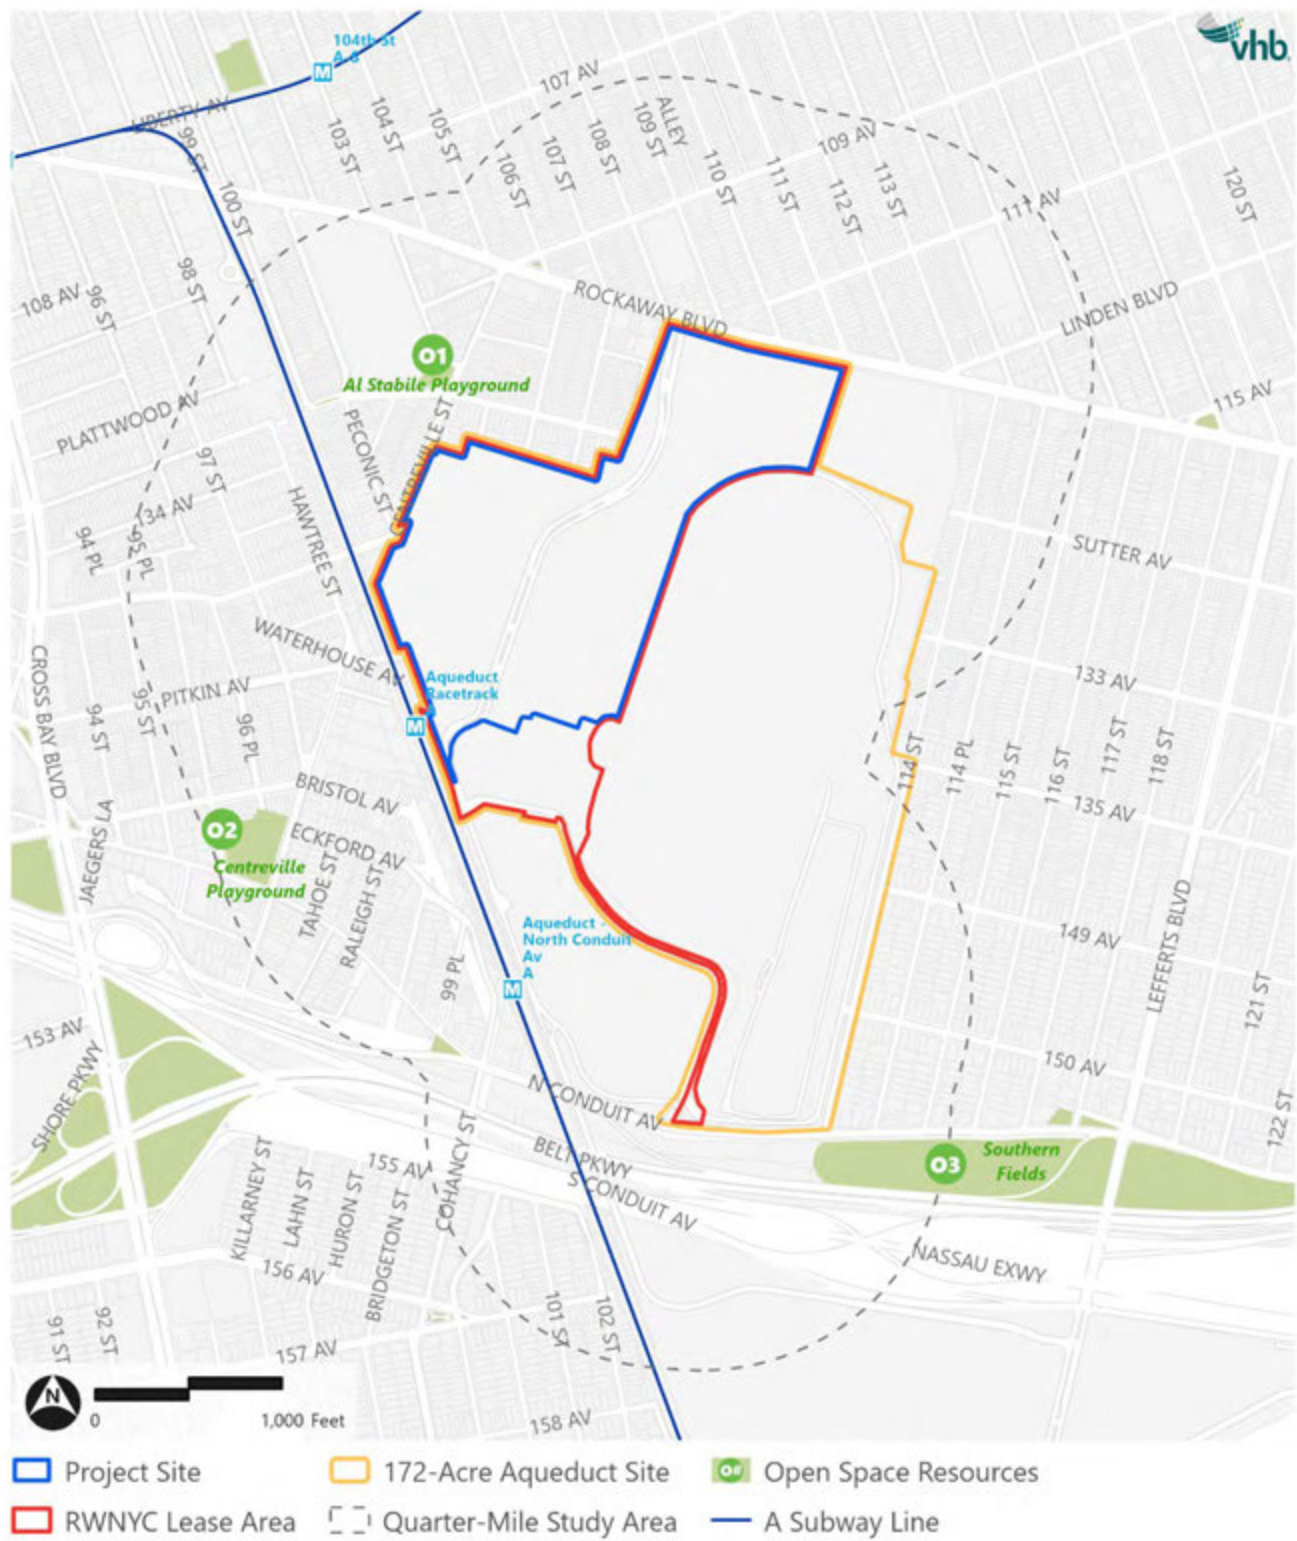 vhb
104th St
A-S
M
LIBERTY AV
107 AV
99 ST
100 ST
103 ST
104 ST
105 ST
106 ST
107 ST
108 ST
109 ST
ALLEY
110 ST
111 ST
112 ST
113 ST
109 AV
111 AV
120 ST
108 AV
96 ST
98 ST
ROCKAWAY BLVD
LINDEN BLVD
115 AV
O1
Al Stabile Playground
PLATTWOOD AV
PECONIC ST
CENTREVILLE ST
97 ST
134 AV
94 PL
95 PL
HAWTREE ST
SUTTER AV
WATERHOUSE AV
PITKIN AV
Aqueduct
Racetrack
M
133 AV
CROSS BAY BLVD
94 ST
95 ST
96 PL
114 ST
114 PL
115 ST
116 ST
117 ST
118 ST
135 AV
BRISTOL AV
ECKFORD AV
O2
Centreville
Playground
JAEGERS LA
TAHOE ST
RALEIGH ST
Aqueduct -
North Conduit
Av
A
M
99 PL
149 AV
LEFFERTS BLVD
121 ST
153 AV
SHORE PKWY
150 AV
122 ST
N CONDUIT AV
BELT PKWY
S CONDUIT AV
O3
Southern
Fields
155 AV
COHANCY ST
KILLARNEY ST
LAHN ST
HURON ST
BRIDGETON ST
NASSAU EXWY
156 AV
91 ST
92 ST
157 AV
101 ST
102 ST
158 AV
N
0
1,000 Feet
Project Site
172-Acre Aqueduct Site
O#
Open Space Resources
RWNYC Lease Area
Quarter-Mile Study Area
A Subway Line